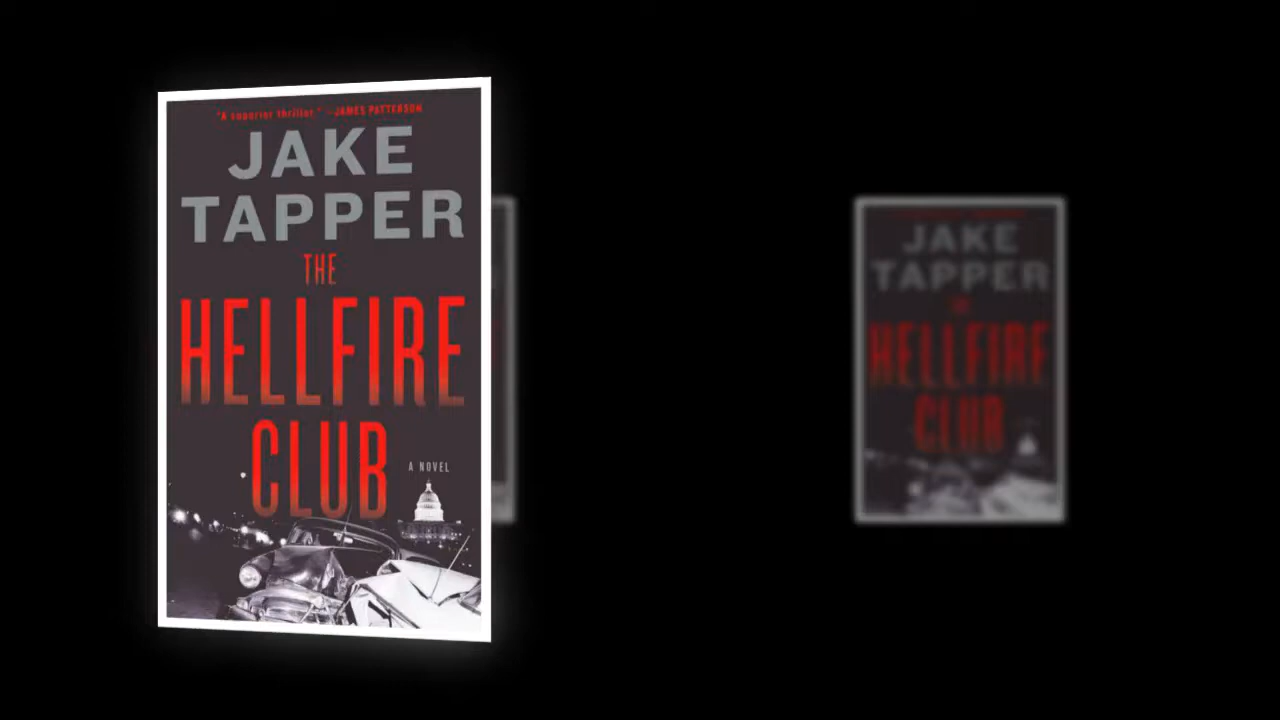 "A superior thriller." —JAMES PATTERSON
JAKE
TAPPER
THE
HELLFIRE
CLUB
A NOVEL
JAKE
TAPPER
THE
HELLFIRE
CLUB